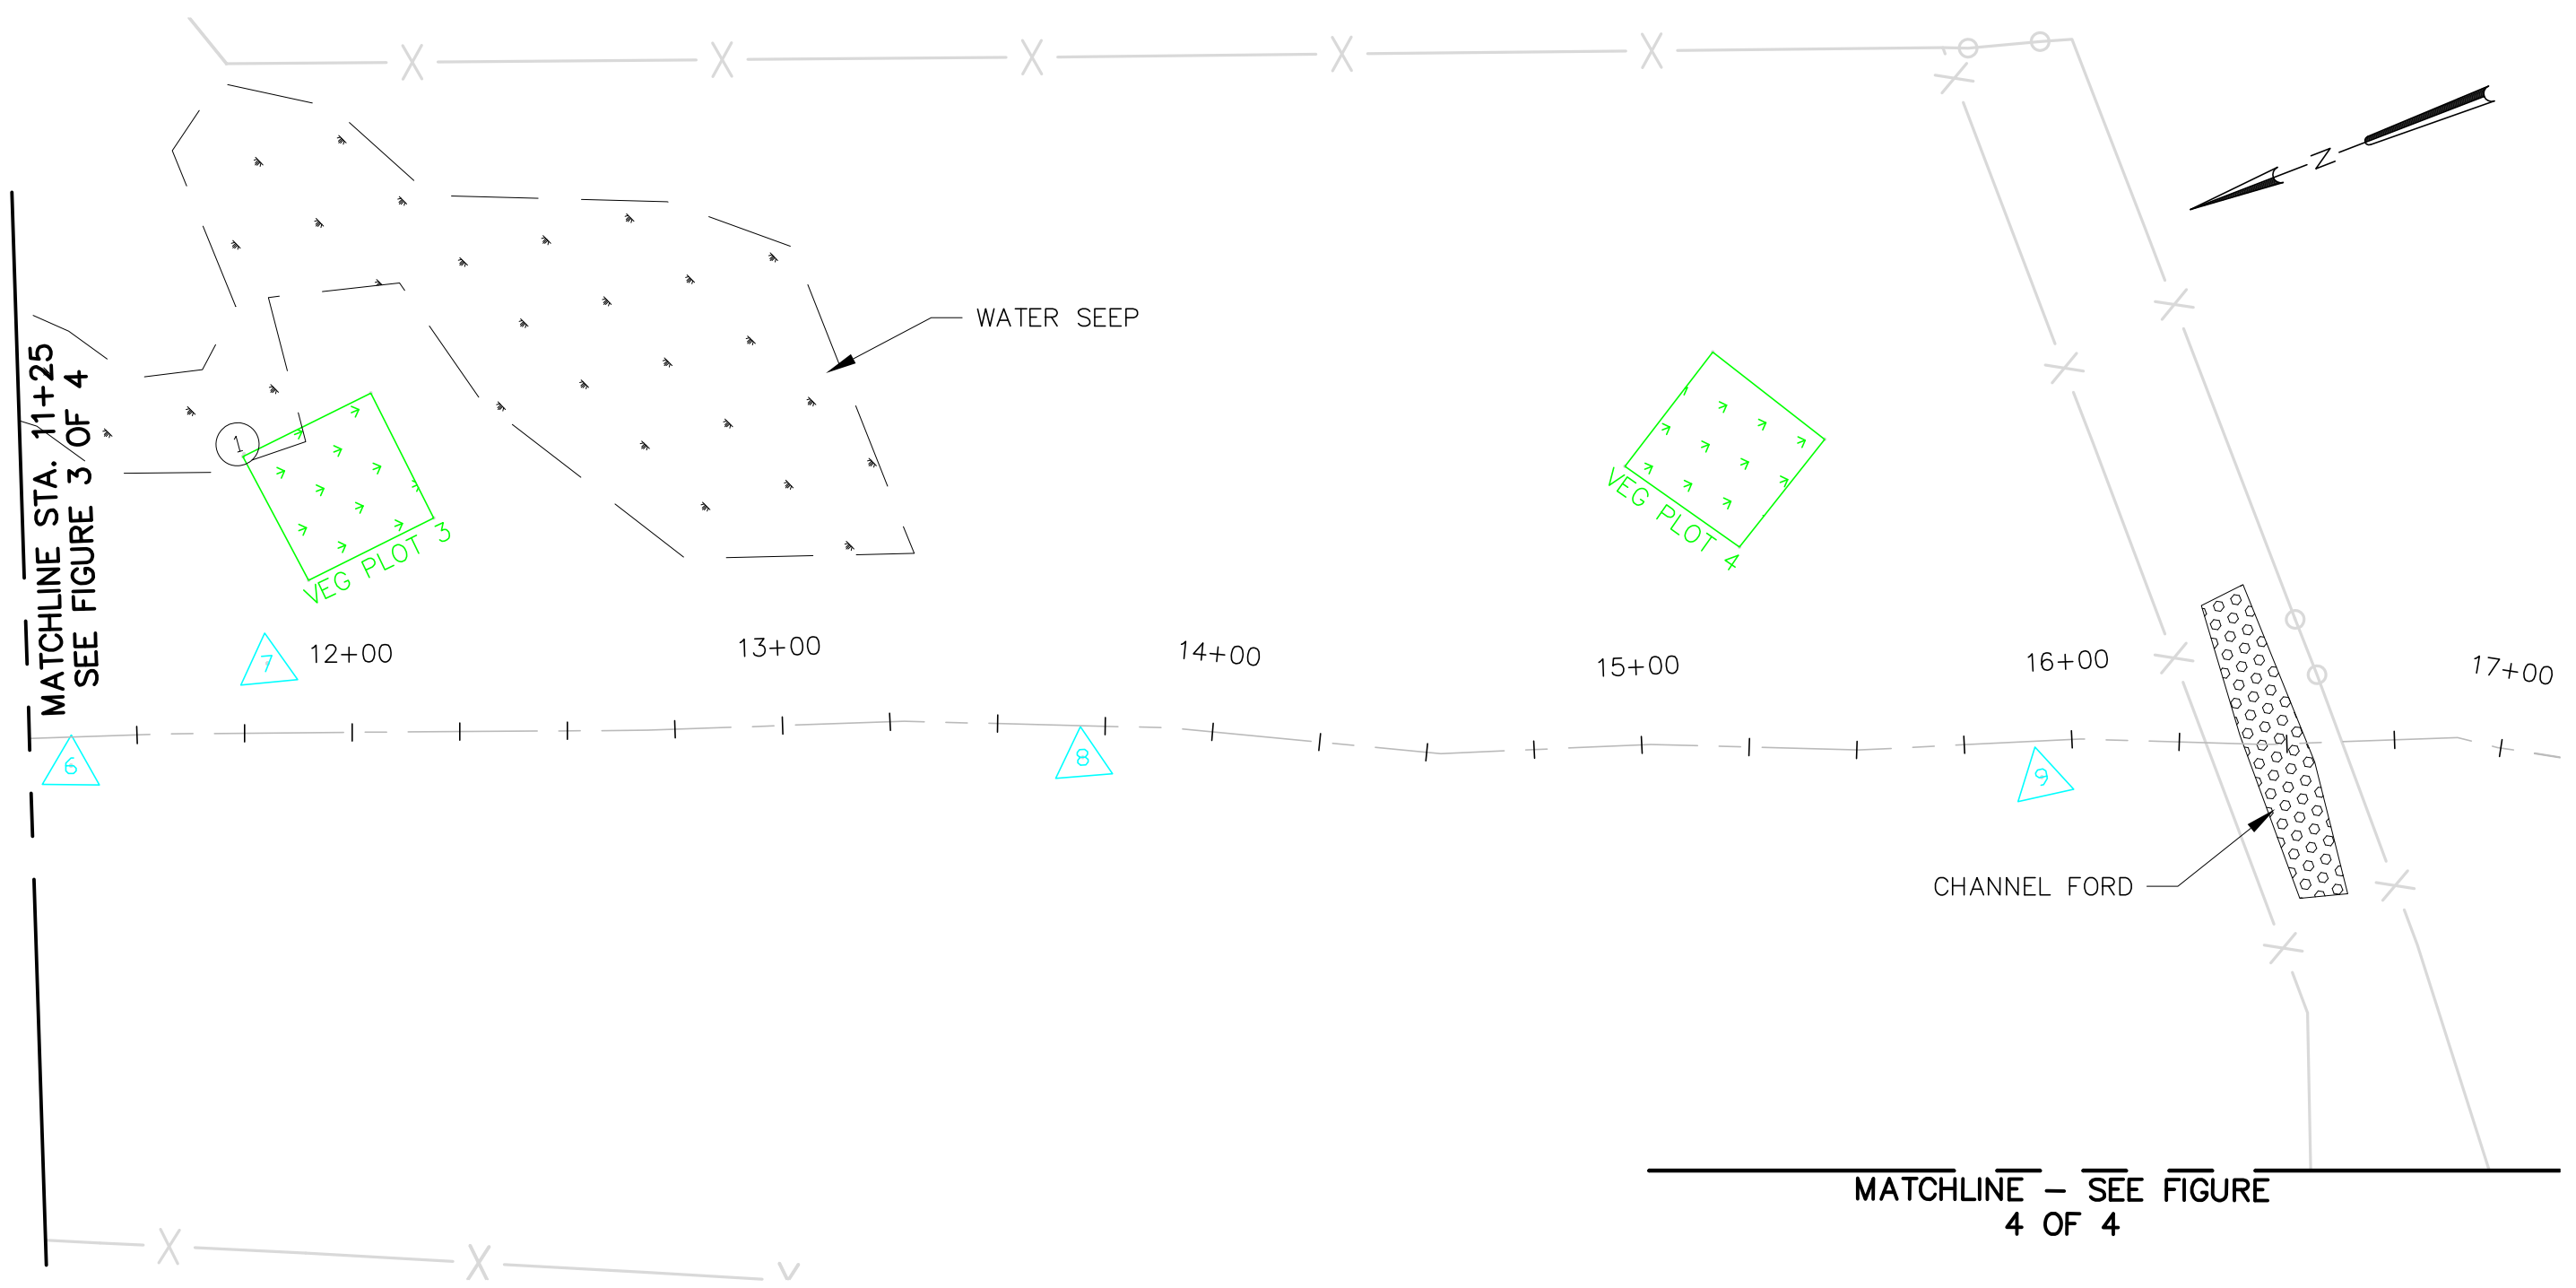 N
WATER SEEP
MATCHLINE STA. 11+25
SEE FIGURE 3 OF 4
1
VEG PLOT 3
VEG PLOT 4
7
12+00
13+00
14+00
15+00
16+00
17+00
6
8
9
CHANNEL FORD
MATCHLINE – SEE FIGURE
4 OF 4